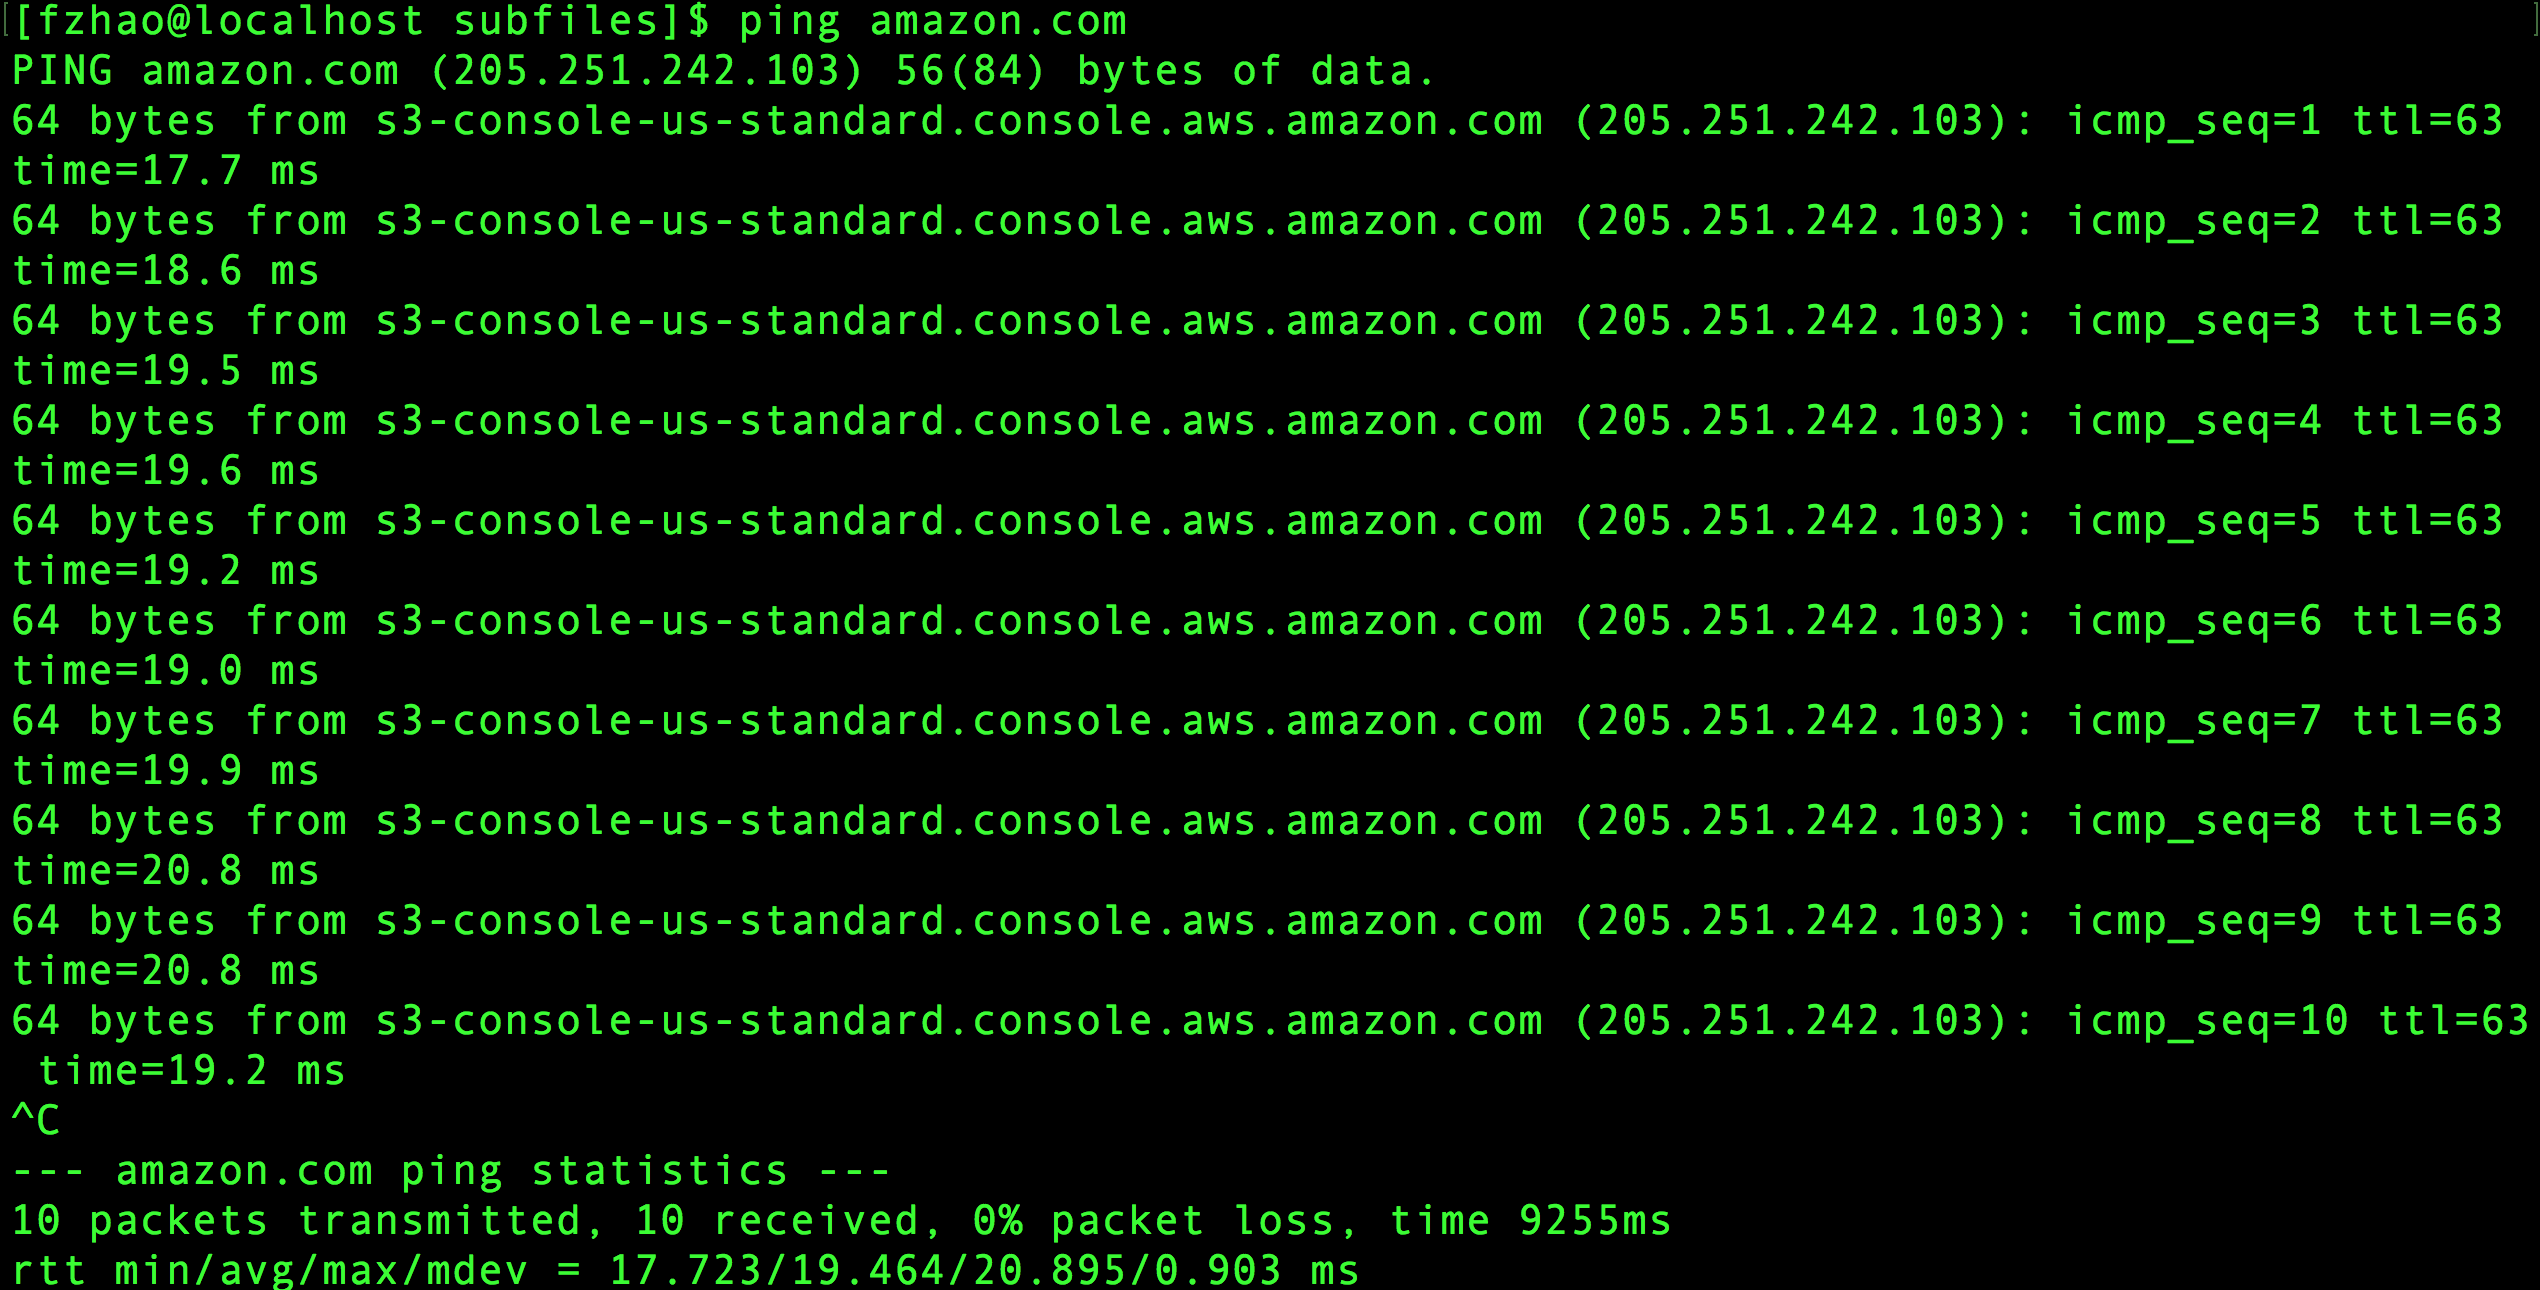 [fzhao@localhost subfiles]$ ping amazon.com
PING amazon.com (205.251.242.103) 56(84) bytes of data.
64 bytes from s3-console-us-standard.console.aws.amazon.com (205.251.242.103): icmp_seq=1 ttl=63
time=17.7 ms
64 bytes from s3-console-us-standard.console.aws.amazon.com (205.251.242.103): icmp_seq=2 ttl=63
time=18.6 ms
64 bytes from s3-console-us-standard.console.aws.amazon.com (205.251.242.103): icmp_seq=3 ttl=63
time=19.5 ms
64 bytes from s3-console-us-standard.console.aws.amazon.com (205.251.242.103): icmp_seq=4 ttl=63
time=19.6 ms
64 bytes from s3-console-us-standard.console.aws.amazon.com (205.251.242.103): icmp_seq=5 ttl=63
time=19.2 ms
64 bytes from s3-console-us-standard.console.aws.amazon.com (205.251.242.103): icmp_seq=6 ttl=63
time=19.0 ms
64 bytes from s3-console-us-standard.console.aws.amazon.com (205.251.242.103): icmp_seq=7 ttl=63
time=19.9 ms
64 bytes from s3-console-us-standard.console.aws.amazon.com (205.251.242.103): icmp_seq=8 ttl=63
time=20.8 ms
64 bytes from s3-console-us-standard.console.aws.amazon.com (205.251.242.103): icmp_seq=9 ttl=63
time=20.8 ms
64 bytes from s3-console-us-standard.console.aws.amazon.com (205.251.242.103): icmp_seq=10 ttl=63
 time=19.2 ms
^C
--- amazon.com ping statistics ---
10 packets transmitted, 10 received, 0% packet loss, time 9255ms
rtt min/avg/max/mdev = 17.723/19.464/20.895/0.903 ms